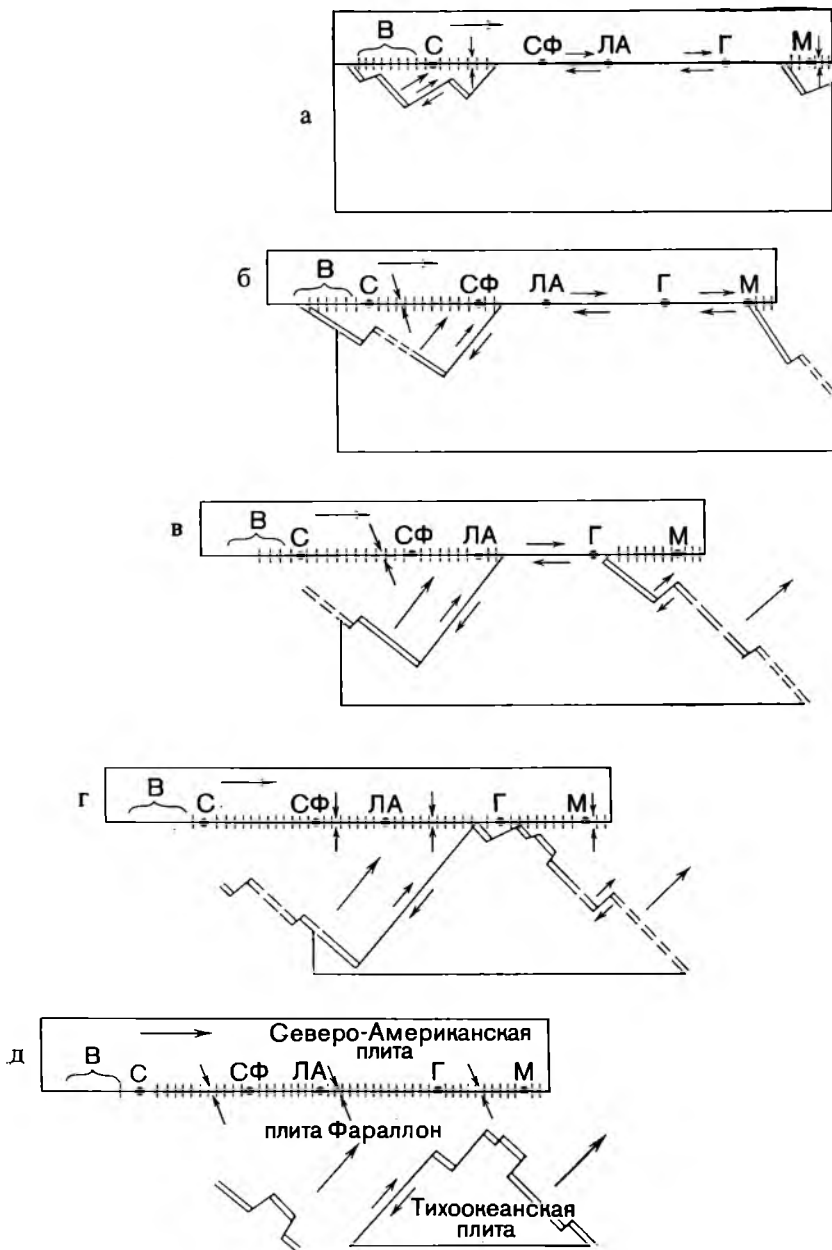 а
В С СФ ЛА Г М
б
В С СФ ЛА Г М
в
В С СФ ЛА Г М
г
В С СФ ЛА Г М
д
Северо-Американская
плита
В С СФ ЛА Г М
плита Фараллон
Тихоокеанская
плита